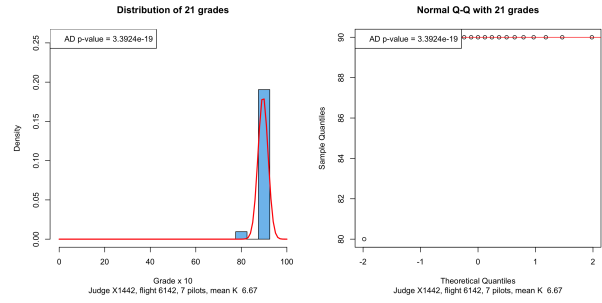 Distribution of 21 grades
AD p-value = 3.3924e-19
Density
0.00
0.05
0.10
0.15
0.20
0.25
0
20
40
60
80
100
Grade x 10
Judge X1442, flight 6142, 7 pilots, mean K 6.67
Normal Q-Q with 21 grades
AD p-value = 3.3924e-19
Sample Quantiles
80
82
84
86
88
90
-2
-1
0
1
2
Theoretical Quantiles
Judge X1442, flight 6142, 7 pilots, mean K 6.67